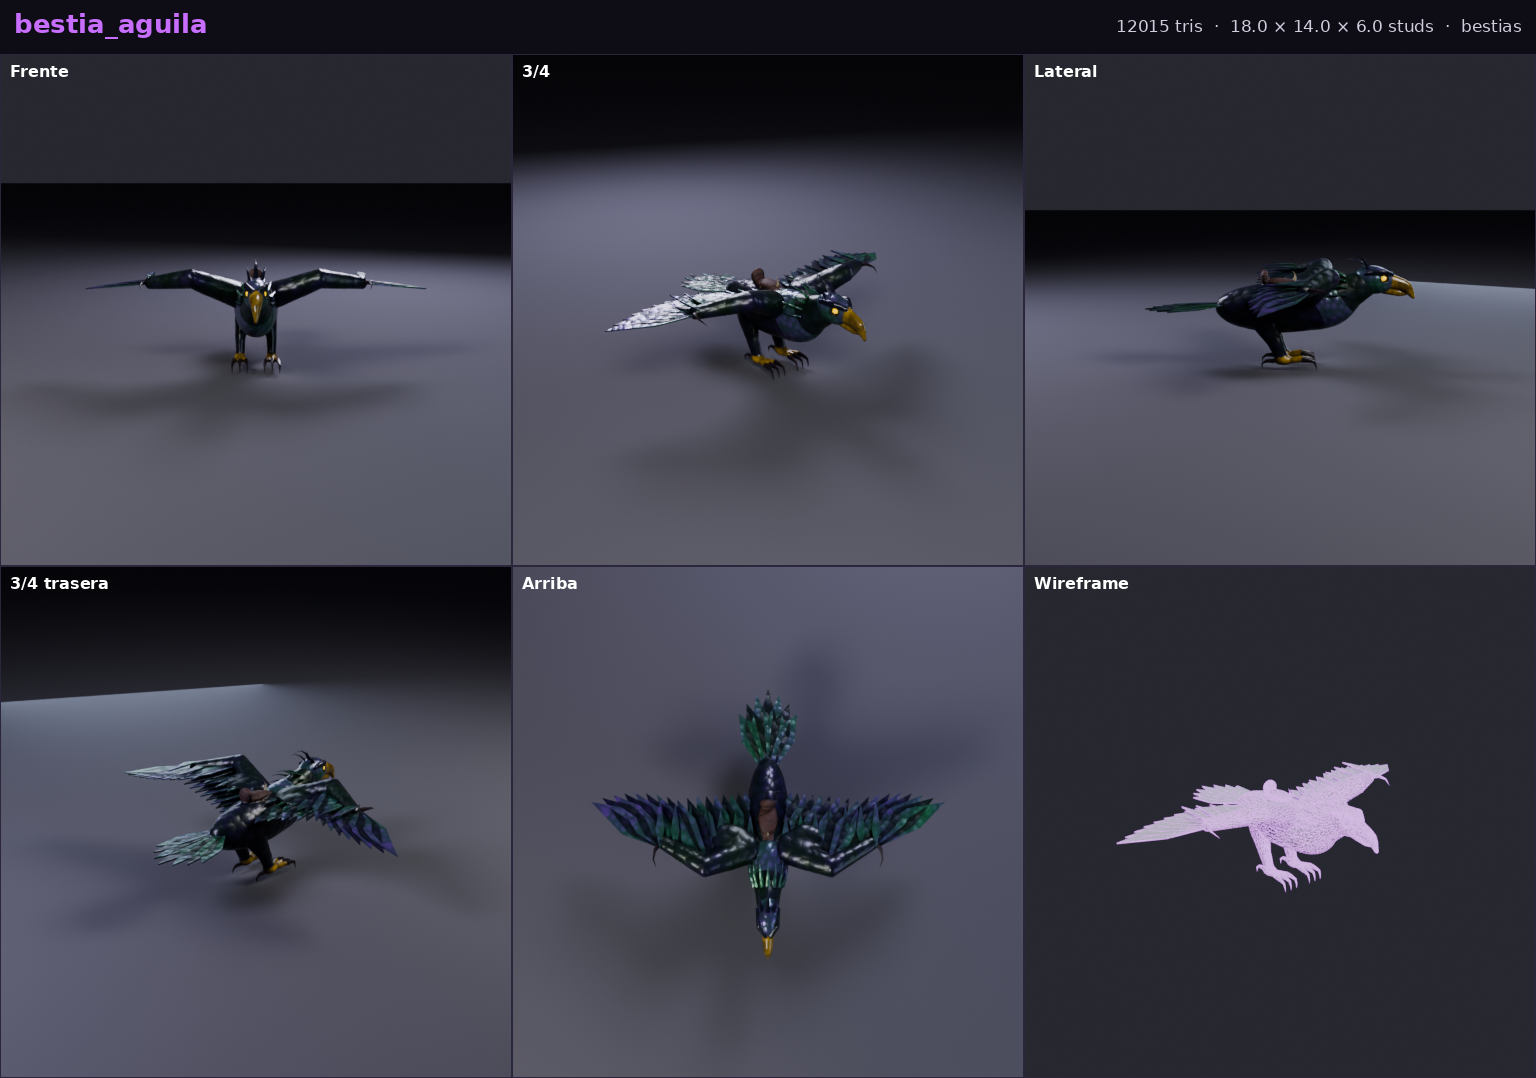 bestia_aguila
12015 tris · 18.0 × 14.0 × 6.0 studs · bestias
Frente
3/4
Lateral
3/4 trasera
Arriba
Wireframe